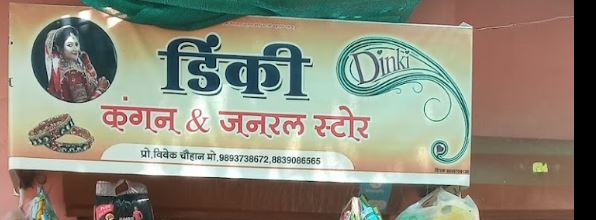 डिंकी
Dinki
कंगन & जनरल स्टोर
प्रो.विवेक चौहान मो.9893738672,8839086565